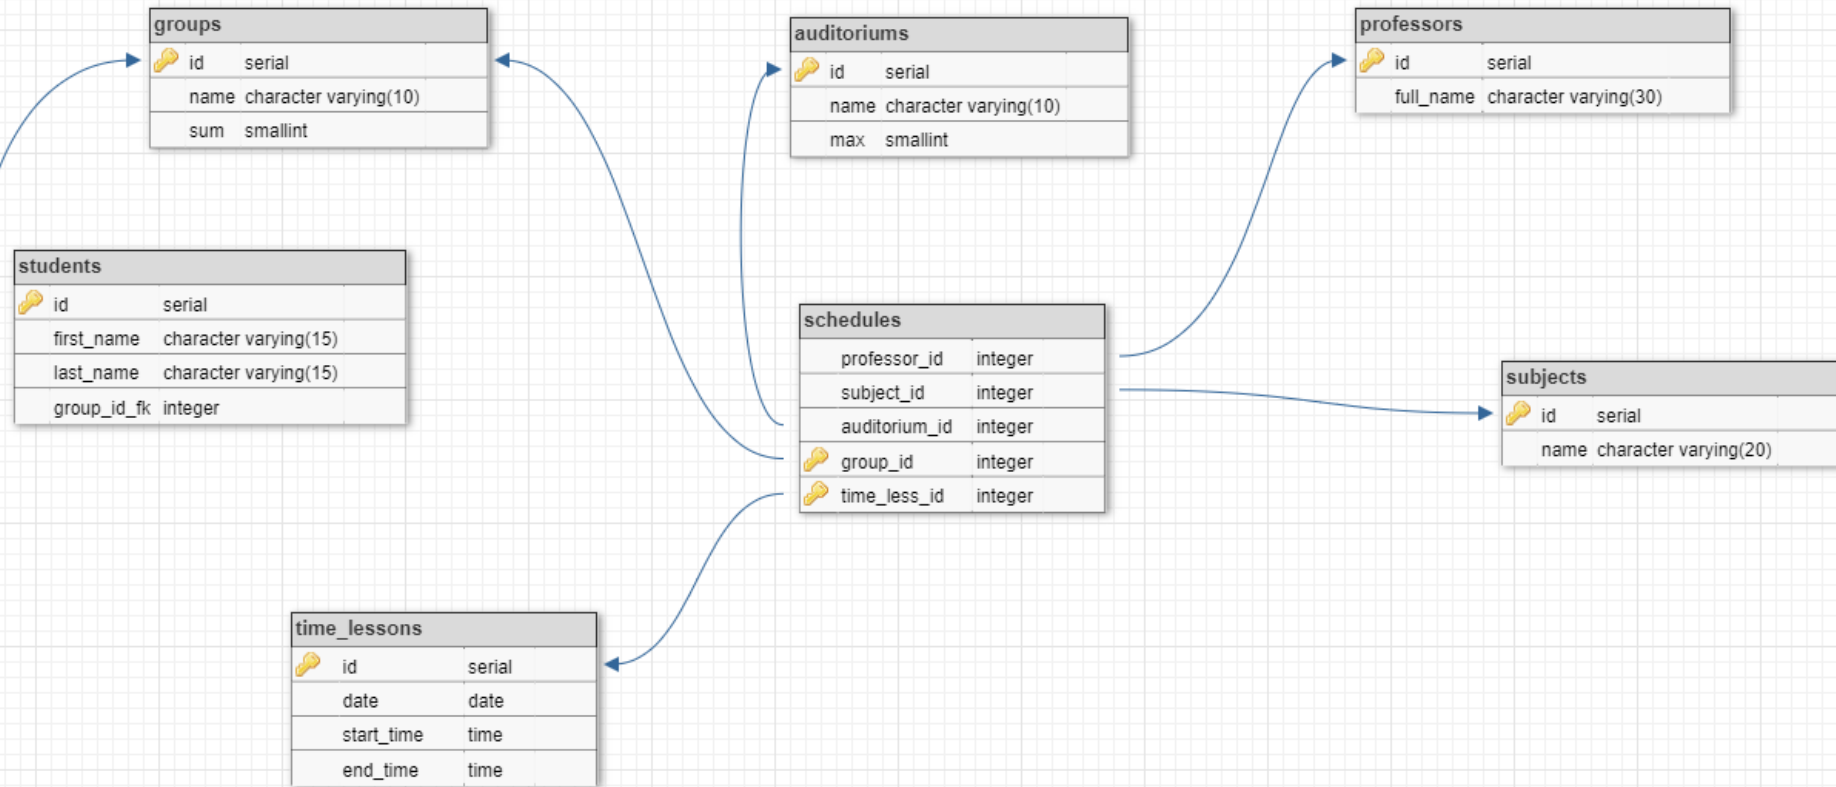 groups
id serial
name character varying(10)
sum smallint
auditoriums
id serial
name character varying(10)
max smallint
professors
id serial
full_name character varying(30)
students
id serial
first_name character varying(15)
last_name character varying(15)
group_id_fk integer
schedules
professor_id integer
subject_id integer
auditorium_id integer
group_id integer
time_less_id integer
subjects
id serial
name character varying(20)
time_lessons
id serial
date date
start_time time
end_time time